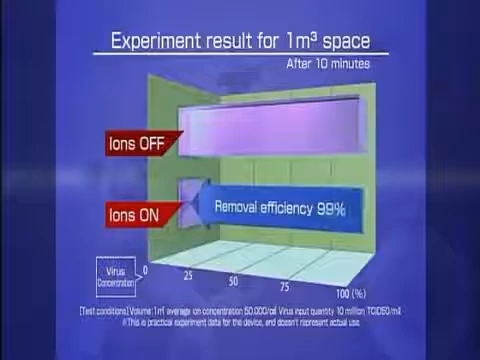 Experiment result for 1m³ space
After 10 minutes
Ions OFF
Ions ON
Removal efficiency 99%
Virus
Concentration
0
25
50
75
100 (%)
[Test conditions] Volume: 1㎥ average ion concentration 50,000/㎤ Virus input quantity 10 million TCID50/ml
※This is practical experiment data for the device, and doesn't represent actual use.